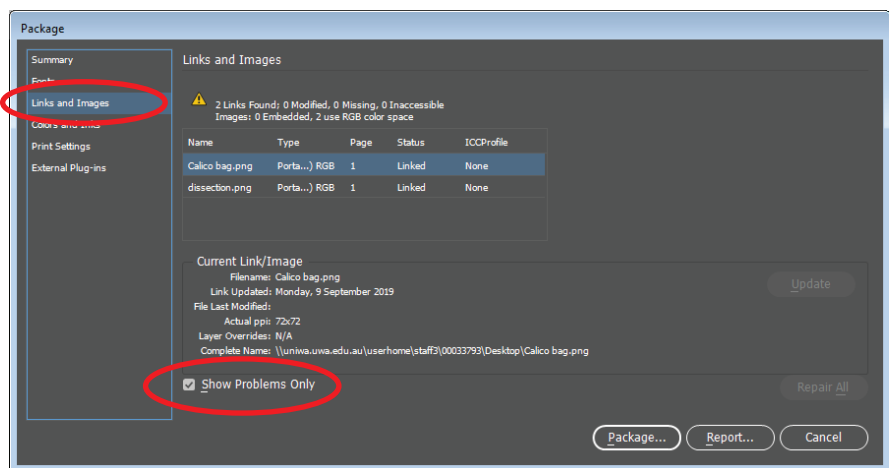 Package
Summary
Fonts
Links and Images
Colors and Inks
Print Settings
External Plug-ins
Links and Images
2 Links Found; 0 Modified, 0 Missing, 0 Inaccessible
Images: 0 Embedded, 2 use RGB color space
Name Type Page Status ICCProfile
Calico bag.png Porta...) RGB 1 Linked None
dissection.png Porta...) RGB 1 Linked None
Current Link/Image
Filename: Calico bag.png
Link Updated: Monday, 9 September 2019
File Last Modified:
Actual ppi: 72x72
Layer Overrides: N/A
Complete Name: \\uniwa.uwa.edu.au\userhome\staff3\00033793\Desktop\Calico bag.png
Update
Show Problems Only
Repair All
Package... Report... Cancel